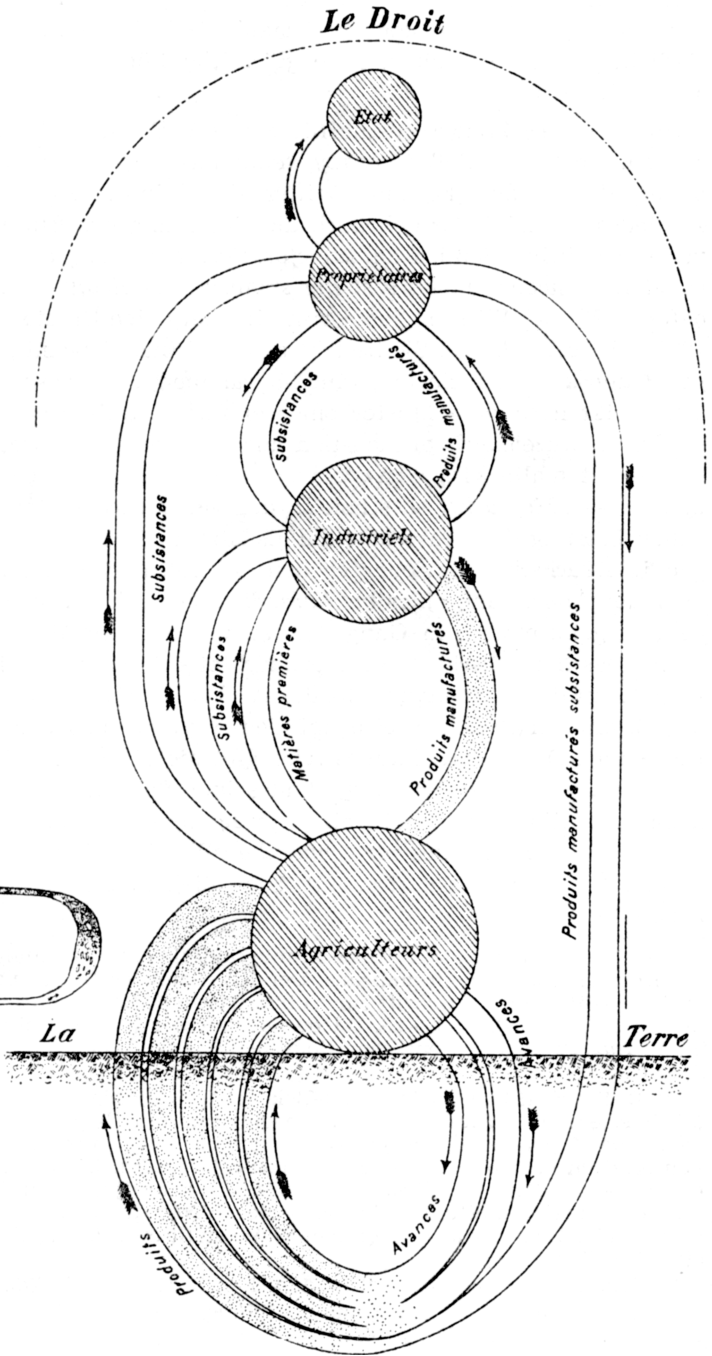 Le Droit
Etat
Propriétaires
Subsistances
Produits manufacturés
Industriels
Subsistances
Subsistances
Matières premières
Produits manufacturés
Produits manufacturés subsistances
Agriculteurs
Avances
La Terre
Avances
Produits